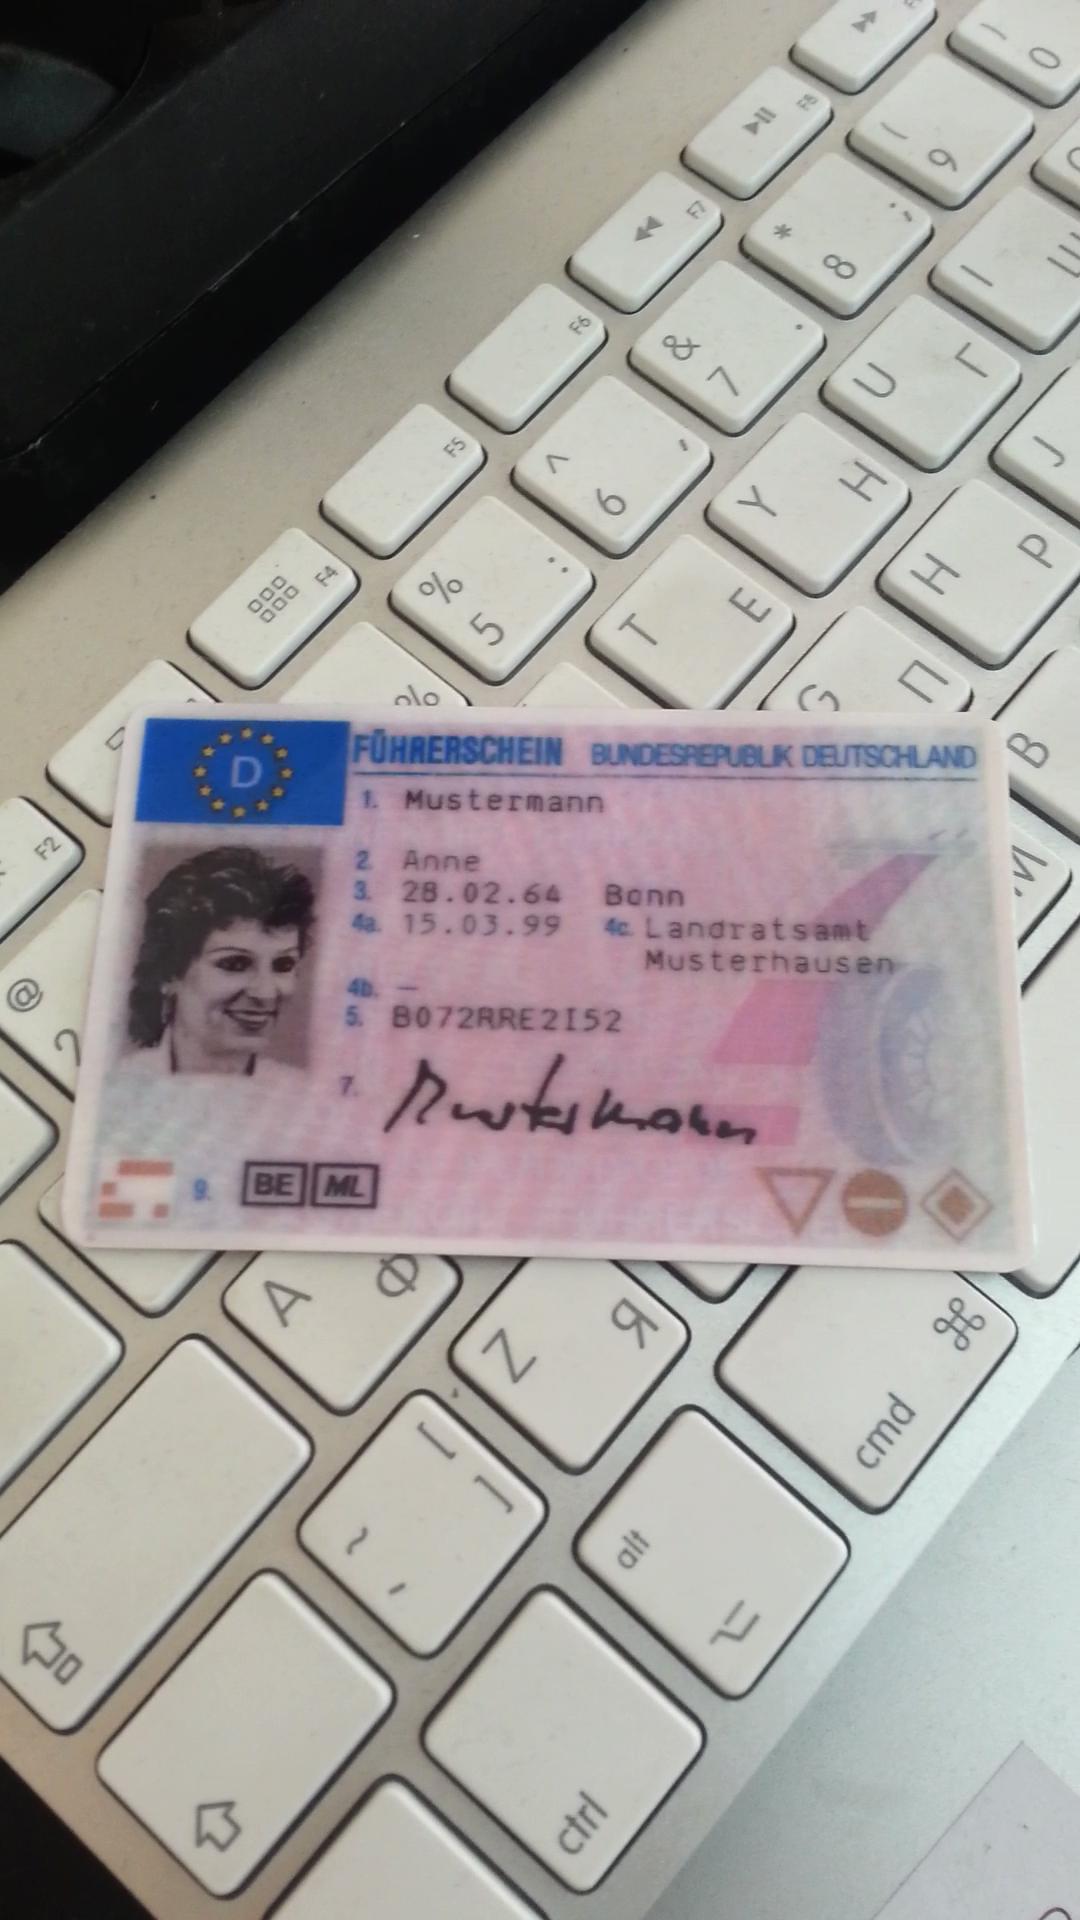 F8
0
9
F7
* ;
8
I Ш
F6
& .
7
U Г
F5
^ ,
6
Y Н
J
F4
% :
5
T Е
H Р
%
G П
В
F2
M
@
2
D
FÜHRERSCHEIN BUNDESREPUBLIK DEUTSCHLAND
1. Mustermann
2. Anne
3. 28.02.64 Bonn
4a. 15.03.99 4c. Landratsamt
Musterhausen
4b. —
5. B072RRE2I52
7. Mustermann
9. BE ML
A Ф
Z Я
⌘
cmd
[ ]
~
alt
⌥
ctrl